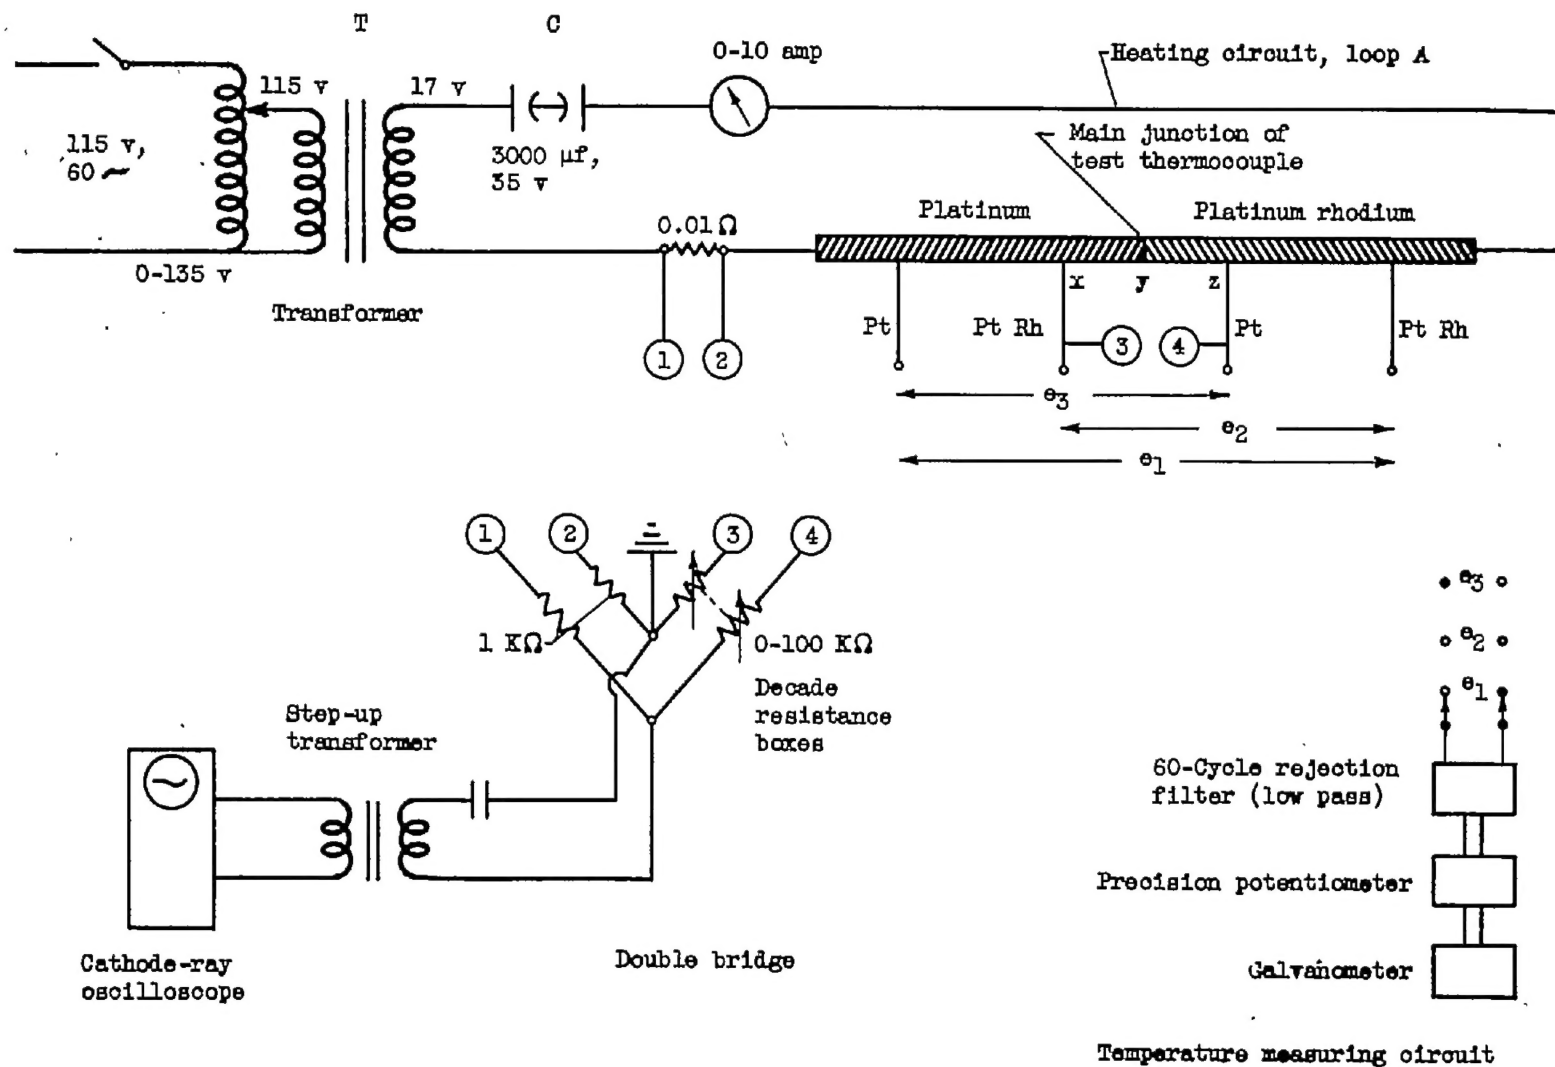 T
C
0-10 amp
Heating circuit, loop A
115 v
17 v
Main junction of
test thermocouple
115 v,
60 ~
3000 μf,
35 v
Platinum
Platinum rhodium
0.01 Ω
0-135 v
x
y
z
Transformer
Pt
Pt Rh
3
4
Pt
Pt Rh
1
2
e3
e2
e1
1
2
3
4
e3
e2
1 KΩ
0-100 KΩ
e1
Decade
resistance
boxes
Step-up
transformer
60-Cycle rejection
filter (low pass)
Precision potentiometer
Double bridge
Cathode-ray
oscilloscope
Galvanometer
Temperature measuring circuit